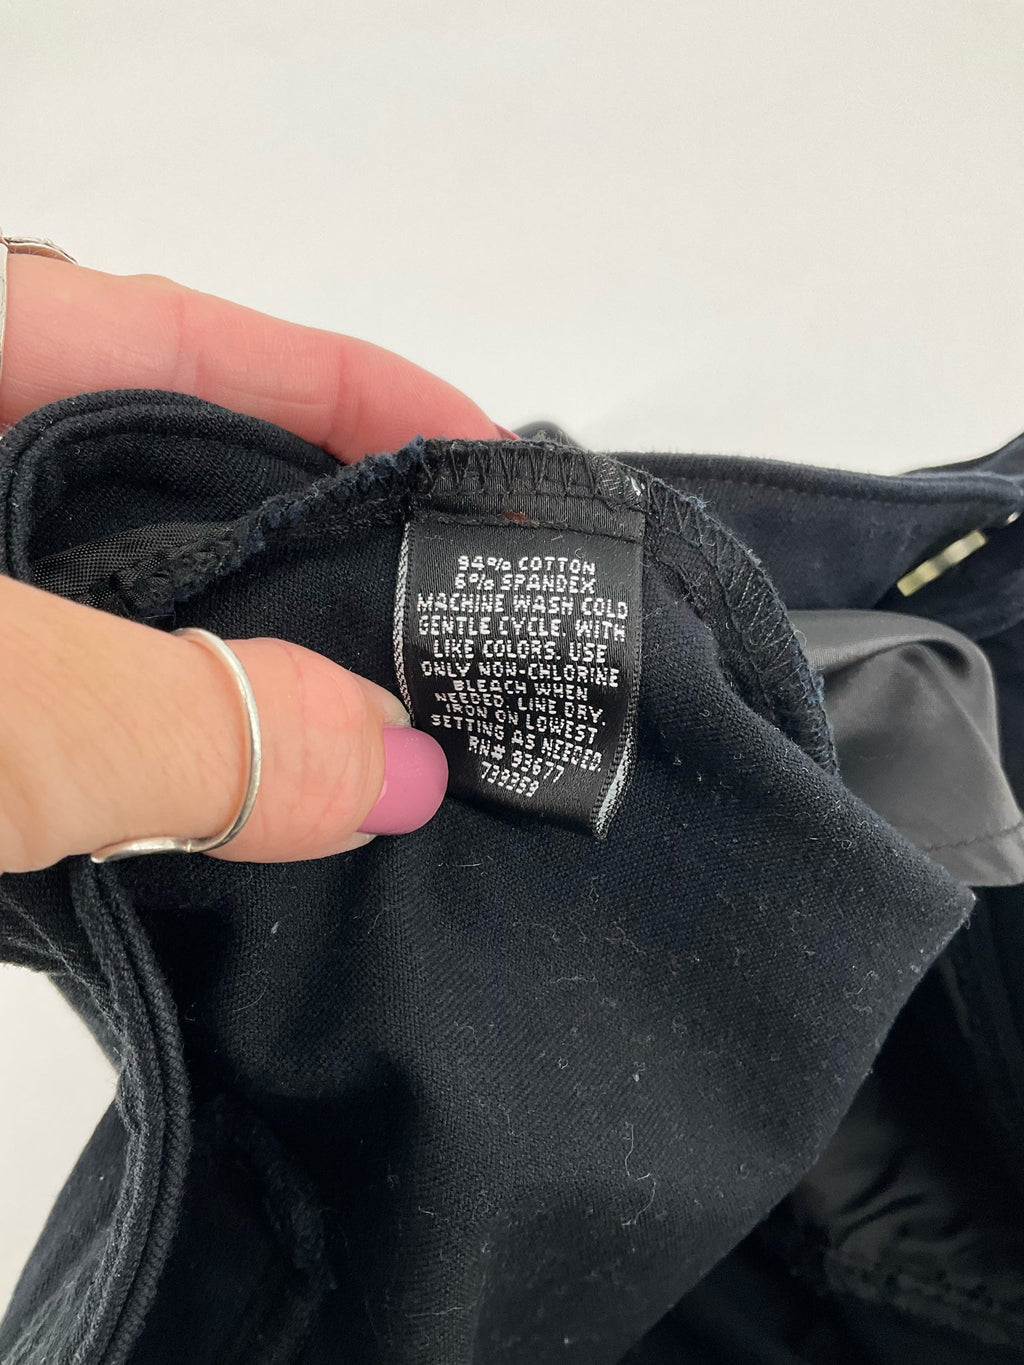 94% COTTON
6% SPANDEX
MACHINE WASH COLD
GENTLE CYCLE WITH
LIKE COLORS. USE
ONLY NON-CHLORINE
BLEACH WHEN
NEEDED. LINE DRY.
IRON ON LOWEST
SETTING AS NEEDED.
RN# 93677
739359